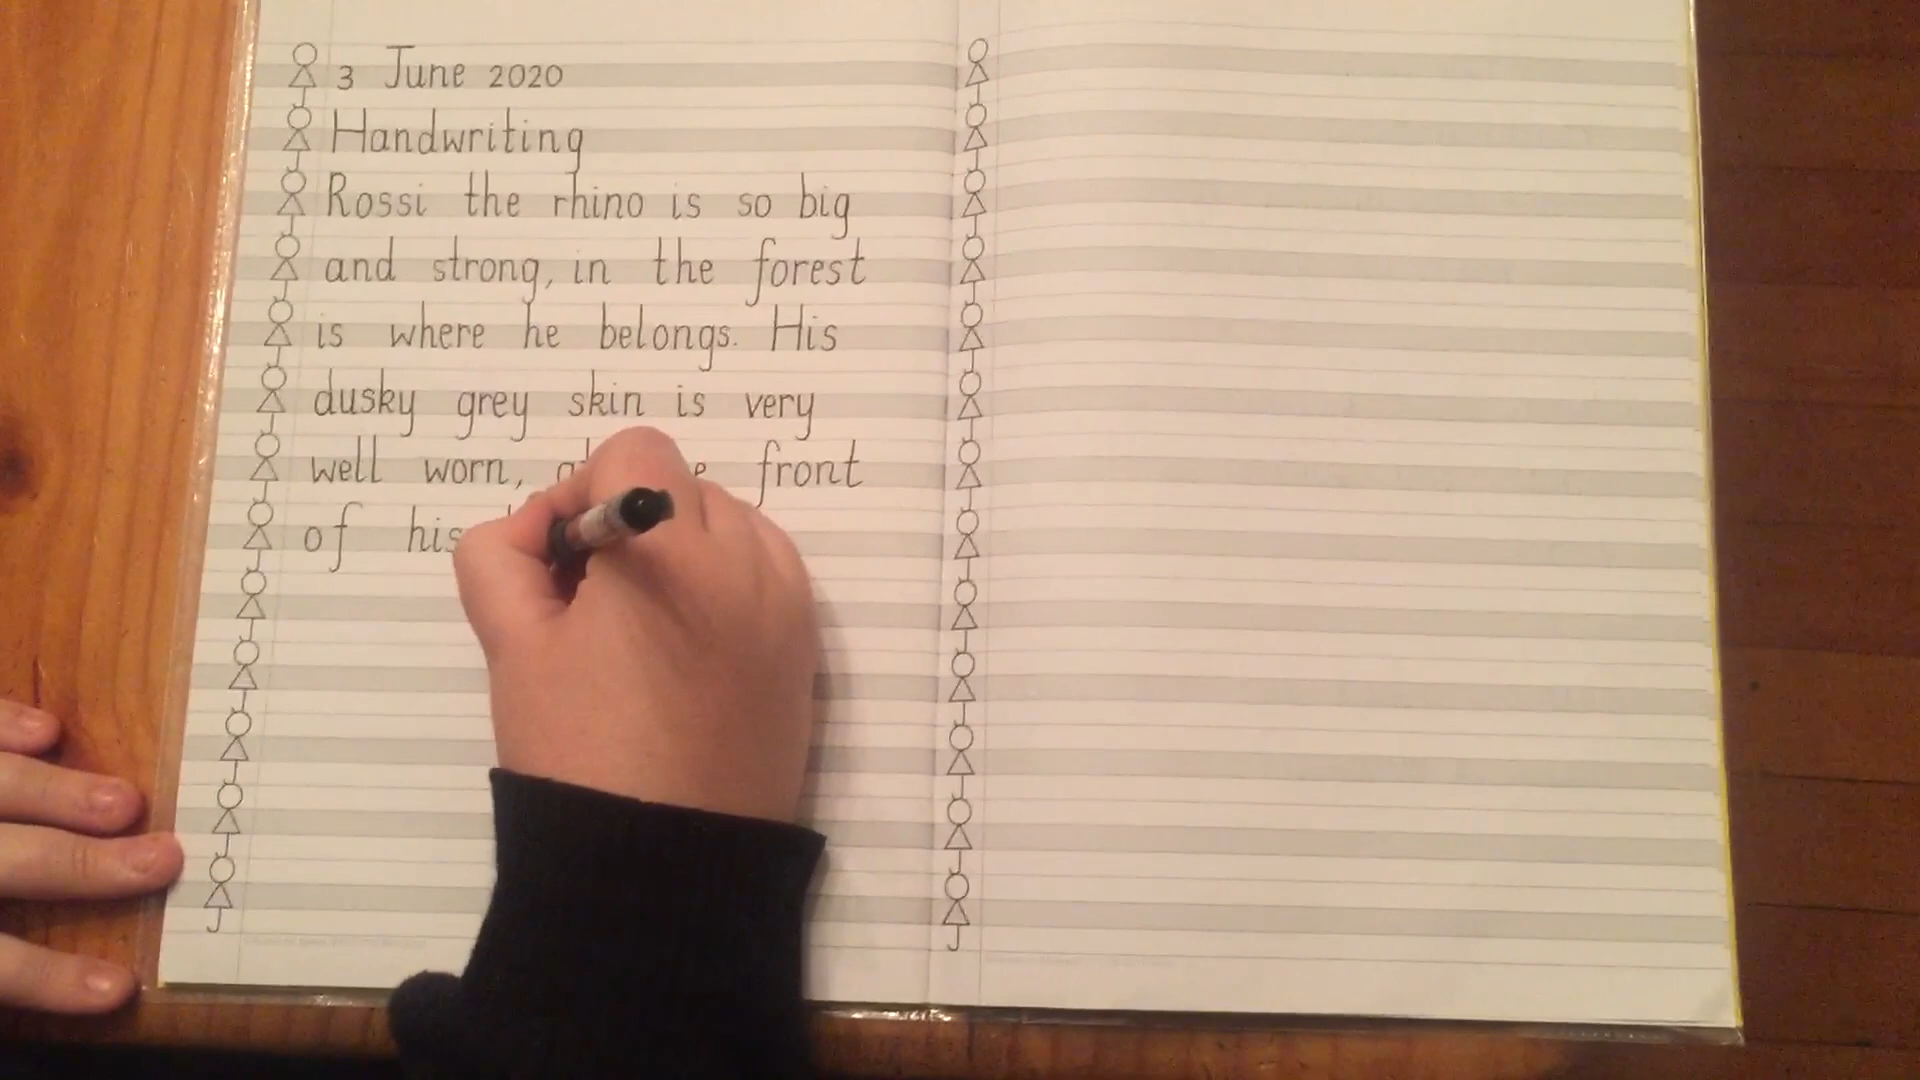 3 June 2020
Handwriting
Rossi the rhino is so big
and strong, in the forest
is where he belongs. His
dusky grey skin is very
well worn, front
of his